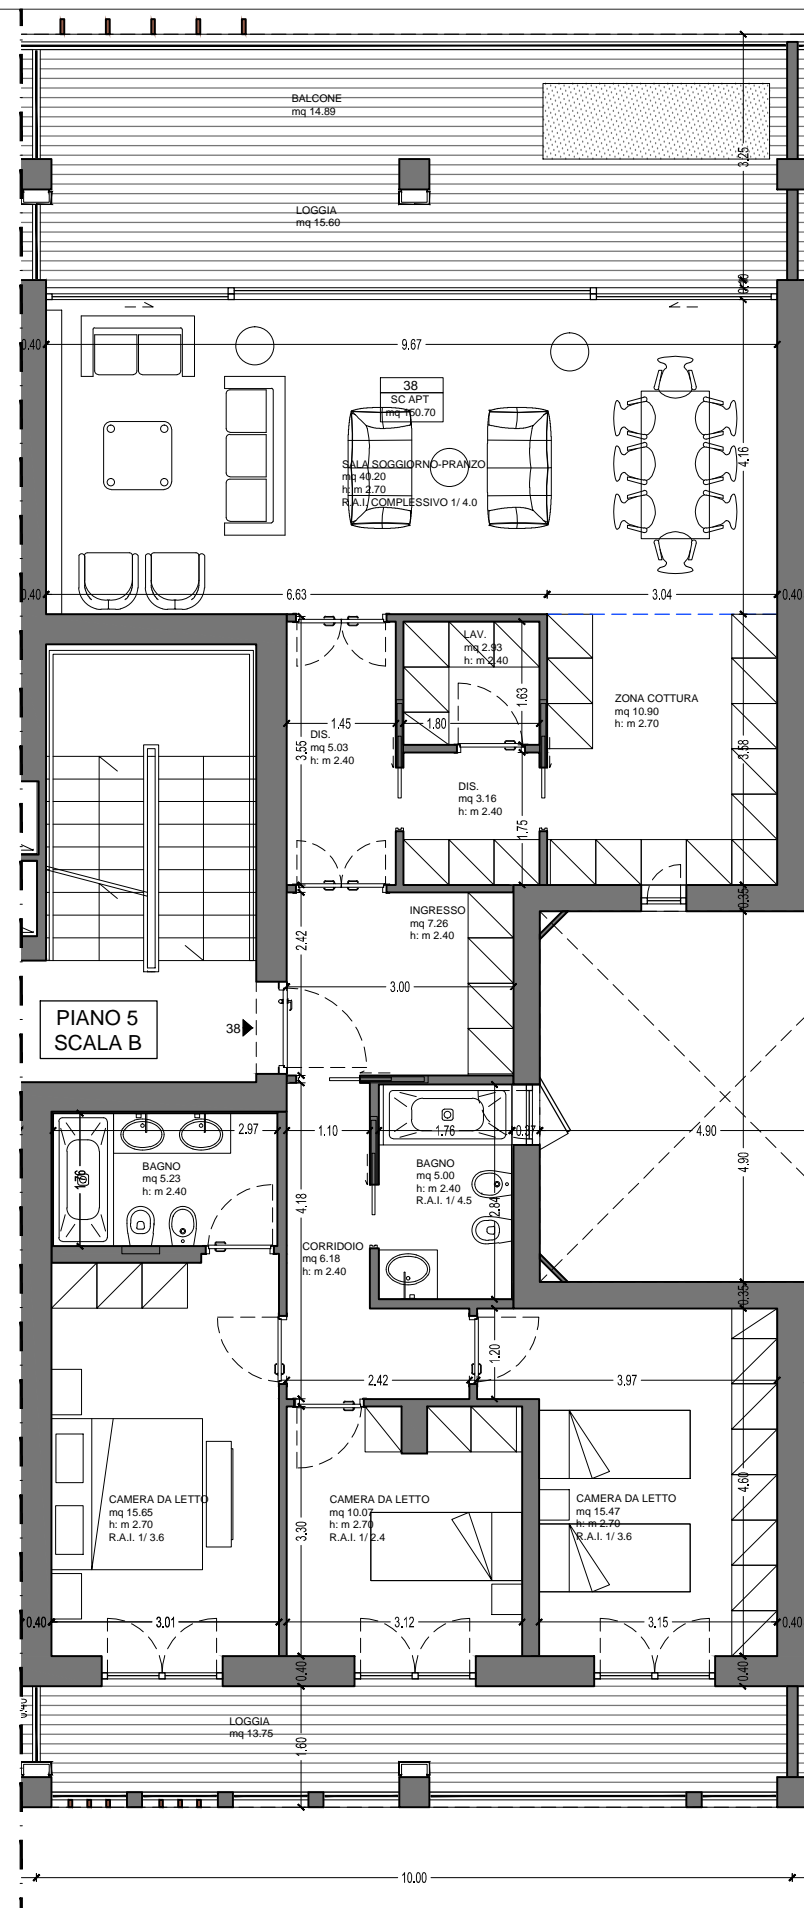 BALCONE
mq 14.89
3.25
LOGGIA
mq 15.60
0.40
9.67
38
SC APT
mq 160.70
4.16
SALA SOGGIORNO-PRANZO
mq 40.20
h: m 2.70
R.A.I. COMPLESSIVO 1/ 4.0
0.40
6.63
3.04
0.40
LAV.
mq 2.93
h: m 2.40
1.63
ZONA COTTURA
mq 10.90
h: m 2.70
1.45
1.80
DIS.
mq 5.03
h: m 2.40
3.55
3.58
DIS.
mq 3.16
h: m 2.40
1.75
0.35
INGRESSO
mq 7.26
h: m 2.40
2.42
3.00
PIANO 5
SCALA B
38
2.97
1.10
1.76
0.37
4.90
BAGNO
mq 5.23
h: m 2.40
1.76
BAGNO
mq 5.00
h: m 2.40
R.A.I. 1/ 4.5
4.90
4.18
2.84
CORRIDOIO
mq 6.18
h: m 2.40
0.35
1.20
2.42
3.97
CAMERA DA LETTO
mq 15.65
h: m 2.70
R.A.I. 1/ 3.6
CAMERA DA LETTO
mq 10.07
h: m 2.70
R.A.I. 1/ 2.4
CAMERA DA LETTO
mq 15.47
h: m 2.70
R.A.I. 1/ 3.6
4.60
3.30
0.40
3.01
3.12
3.15
0.40
0.40
0.40
LOGGIA
mq 13.75
1.60
10.00